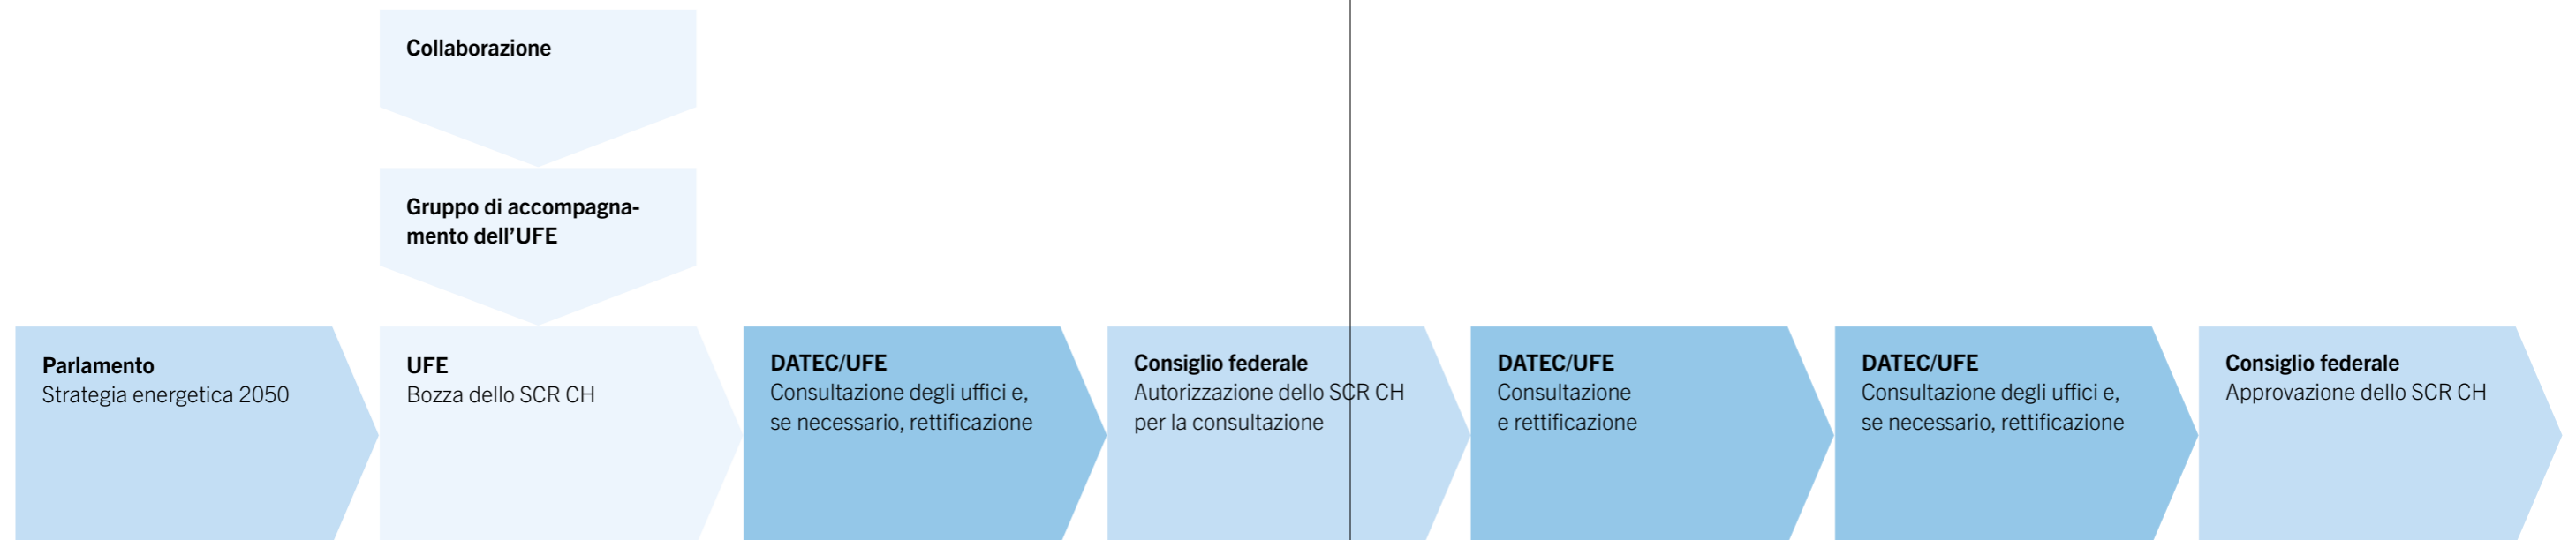 Collaborazione
Gruppo di accompagna-
mento dell’UFE
Parlamento
Strategia energetica 2050
UFE
Bozza dello SCR CH
DATEC/UFE
Consultazione degli uffici e,
se necessario, rettificazione
Consiglio federale
Autorizzazione dello SCR CH
per la consultazione
DATEC/UFE
Consultazione
e rettificazione
DATEC/UFE
Consultazione degli uffici e,
se necessario, rettificazione
Consiglio federale
Approvazione dello SCR CH